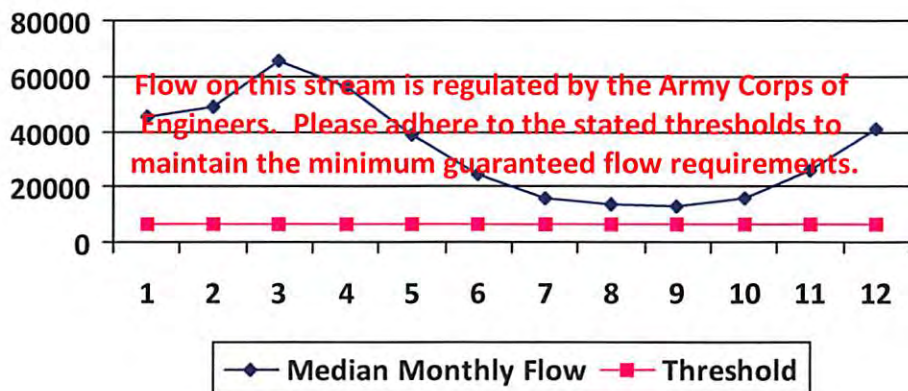 80000
60000
40000
20000
0
Flow on this stream is regulated by the Army Corps of
Engineers. Please adhere to the stated thresholds to
maintain the minimum guaranteed flow requirements.
1 2 3 4 5 6 7 8 9 10 11 12
Median Monthly Flow Threshold